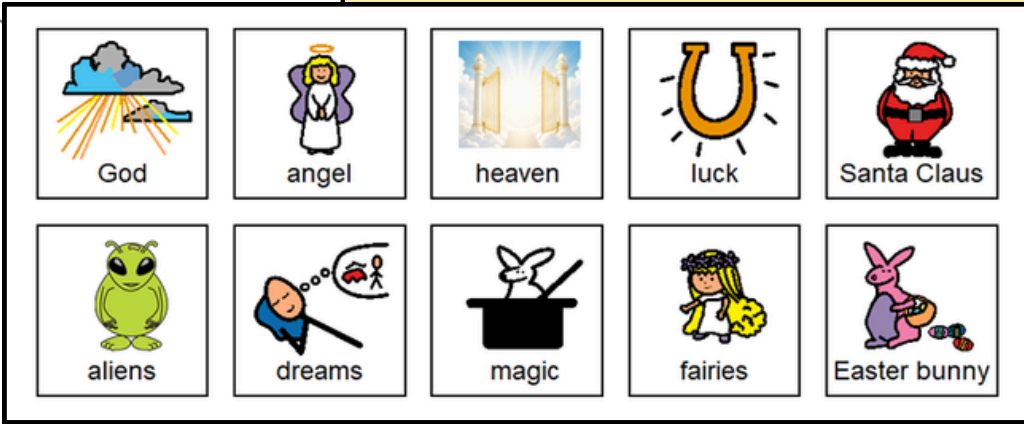 God
angel
heaven
luck
Santa Claus
aliens
dreams
magic
fairies
Easter bunny